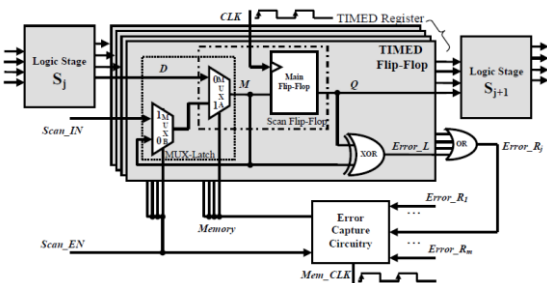 CLK
TIMED Register
TIMED
Flip-Flop
Logic Stage
Sj
D
0 M U X 1 A
M
Main
Flip-Flop
Q
Logic Stage
Sj+1
Scan_IN
1 M U X 0 B
Scan Flip-Flop
MUX-Latch
XOR
Error_L
OR
Error_Rj
Memory
Error
Capture
Circuitry
Error_R1
...
...
Error_Rm
Scan_EN
Mem_CLK